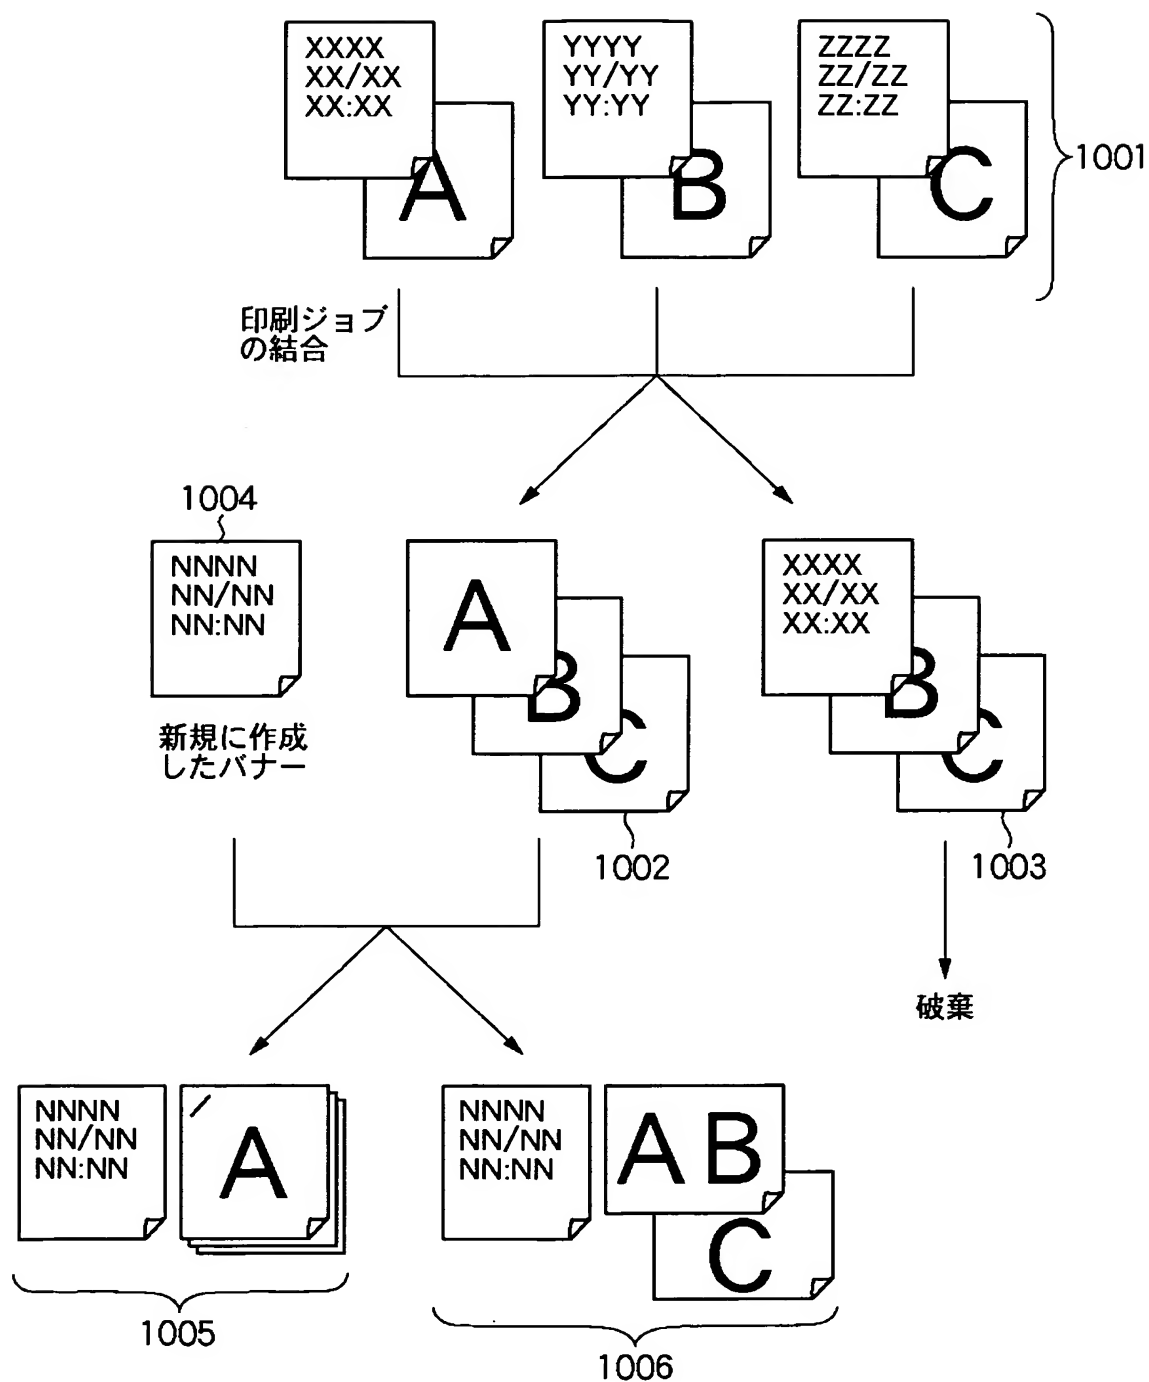 XXXX
XX/XX
XX:XX
A
YYYY
YY/YY
YY:YY
B
ZZZZ
ZZ/ZZ
ZZ:ZZ
C
1001
印刷ジョブ
の結合
1004
NNNN
NN/NN
NN:NN
新規に作成
したバナー
A
B
C
1002
XXXX
XX/XX
XX:XX
B
C
1003
破棄
NNNN
NN/NN
NN:NN
A
1005
NNNN
NN/NN
NN:NN
A B
C
1006